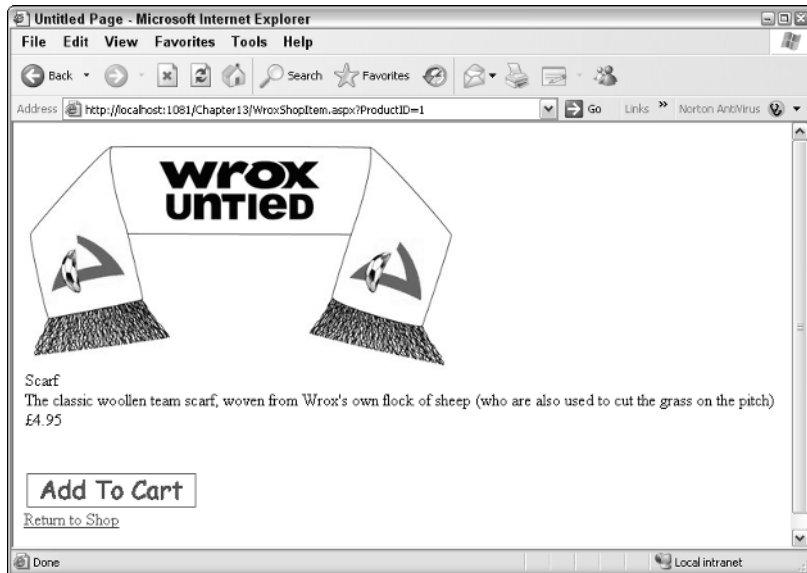 Untitled Page - Microsoft Internet Explorer
File Edit View Favorites Tools Help
Back Search Favorites
Address http://localhost:1081/Chapter13/WroxShopItem.aspx?ProductID=1 Go Links » Norton AntiVirus
wrox
UNTIED
Scarf
The classic woollen team scarf, woven from Wrox's own flock of sheep (who are also used to cut the grass on the pitch)
£4.95
Add To Cart
Return to Shop
Done Local intranet